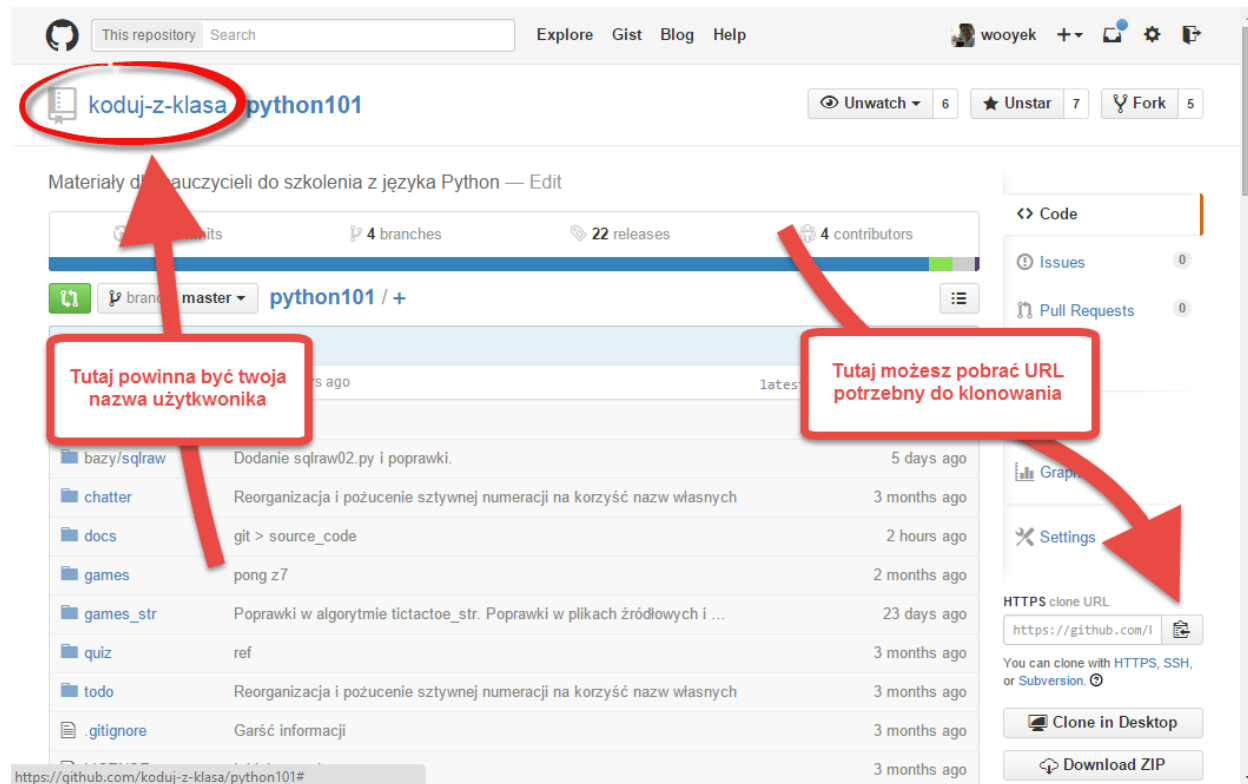 This repository Search Explore Gist Blog Help wooyek
koduj-z-klasa python101 Unwatch 6 Unstar 7 Fork 5
Materiały dl auczycieli do szkolenia z języka Python — Edit
4 branches 22 releases 4 contributors
branch master python101 / +
Tutaj powinna być twoja
nazwa użytkwonika
s ago
Tutaj możesz pobrać URL
potrzebny do klonowania
bazy/sqlraw Dodanie sqlraw02.py i poprawki. 5 days ago
chatter Reorganizacja i pożucenie sztywnej numeracji na korzyść nazw własnych 3 months ago
docs git > source_code 2 hours ago
games pong z7 2 months ago
games_str Poprawki w algorytmie tictactoe_str. Poprawki w plikach źródłowych i ... 23 days ago
quiz ref 3 months ago
todo Reorganizacja i pożucenie sztywnej numeracji na korzyść nazw własnych 3 months ago
.gitignore Garść informacji 3 months ago
3 months ago
https://github.com/koduj-z-klasa/python101#
Code
Issues 0
Pull Requests 0
Settings
HTTPS clone URL
https://github.com/
You can clone with HTTPS, SSH,
or Subversion.
Clone in Desktop
Download ZIP